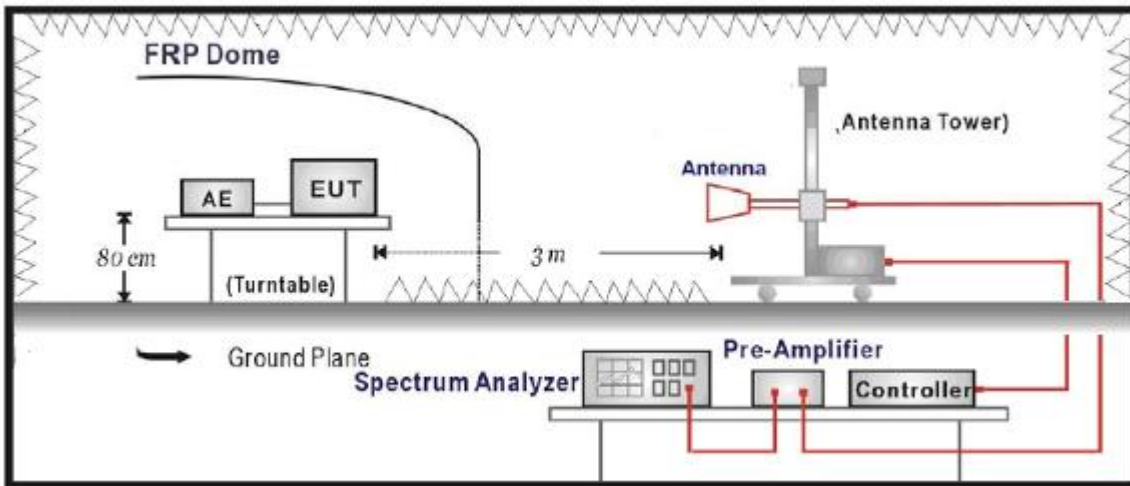 FRP Dome
(Antenna Tower)
Antenna
AE
EUT
80 cm
3 m
(Turntable)
Ground Plane
Pre-Amplifier
Spectrum Analyzer
Controller